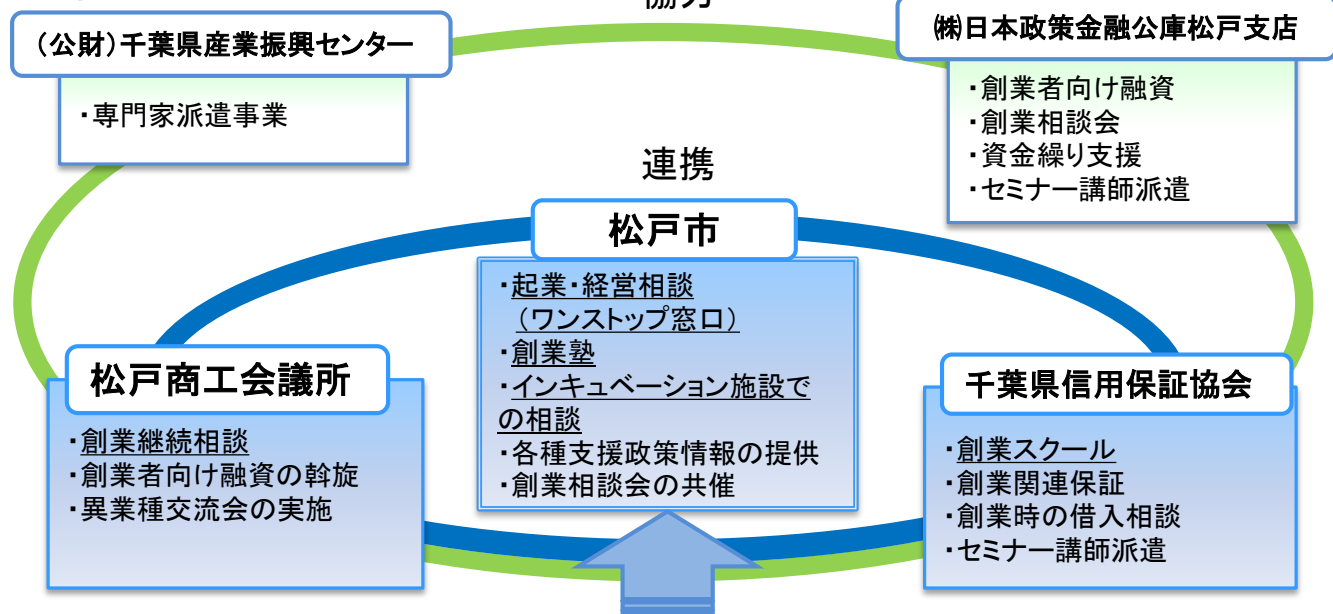 協力
(公財)千葉県産業振興センター
・専門家派遣事業
㈱日本政策金融公庫松戸支店
・創業者向け融資
・創業相談会
・資金繰り支援
・セミナー講師派遣
連携
松戸市
・起業・経営相談
(ワンストップ窓口)
・創業塾
・インキュベーション施設で
の相談
・各種支援政策情報の提供
・創業相談会の共催
松戸商工会議所
・創業継続相談
・創業者向け融資の斡旋
・異業種交流会の実施
千葉県信用保証協会
・創業スクール
・創業関連保証
・創業時の借入相談
・セミナー講師派遣